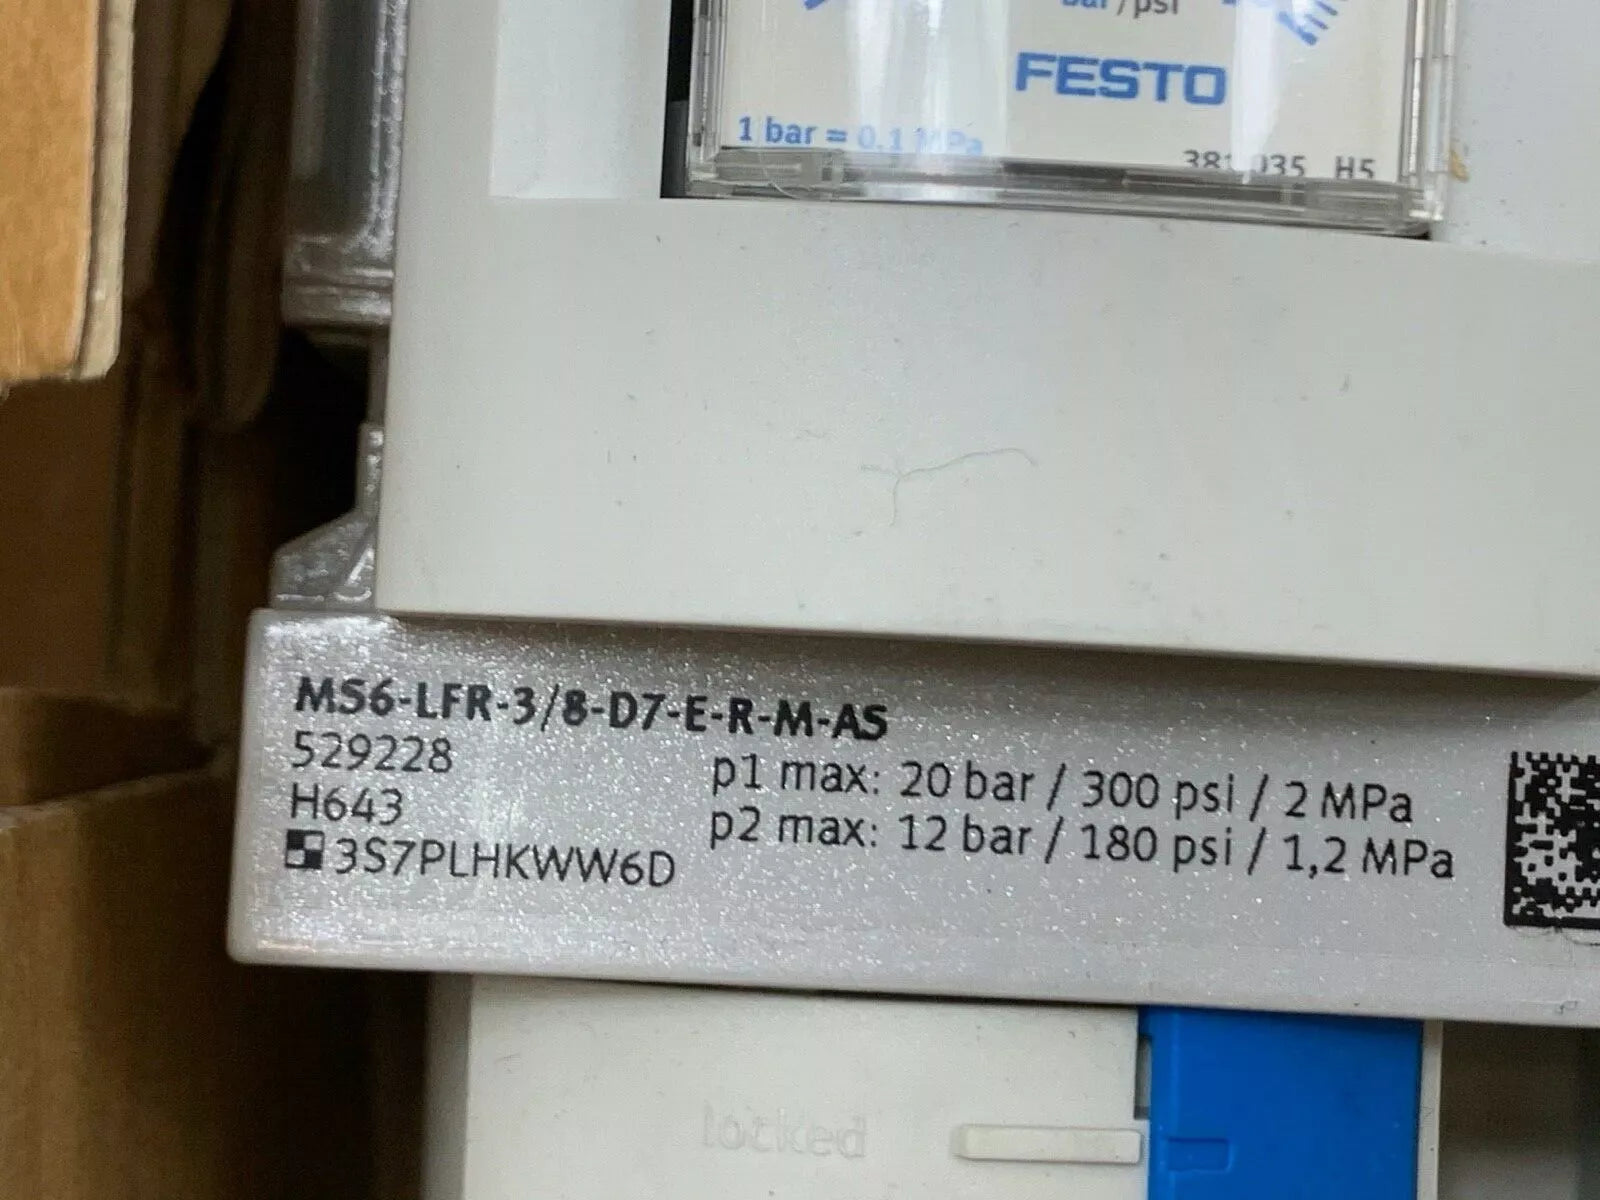 bar/psi
FESTO
1 bar = 0.1 MPa
H5
MS6-LFR-3/8-D7-E-R-M-AS
529228
p1 max: 20 bar / 300 psi / 2 MPa
H643
p2 max: 12 bar / 180 psi / 1,2 MPa
3S7PLHKWW6D
locked